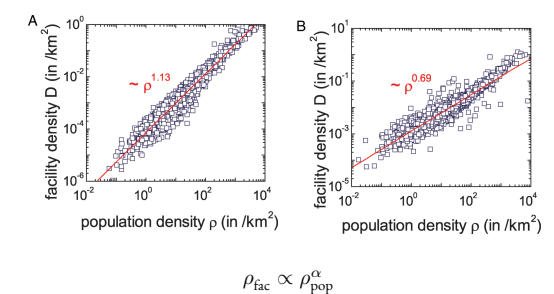 A
facility density D (in /km²)
10⁰
10⁻²
10⁻⁴
10⁻⁶
~ ρ^1.13
10⁻² 10⁰ 10² 10⁴
population density ρ (in /km²)
B
facility density D (in /km²)
10¹
10⁻¹
10⁻³
10⁻⁵
~ ρ^0.69
10⁻² 10⁰ 10² 10⁴
population density ρ (in /km²)
ρ_fac ∝ ρ_pop^α